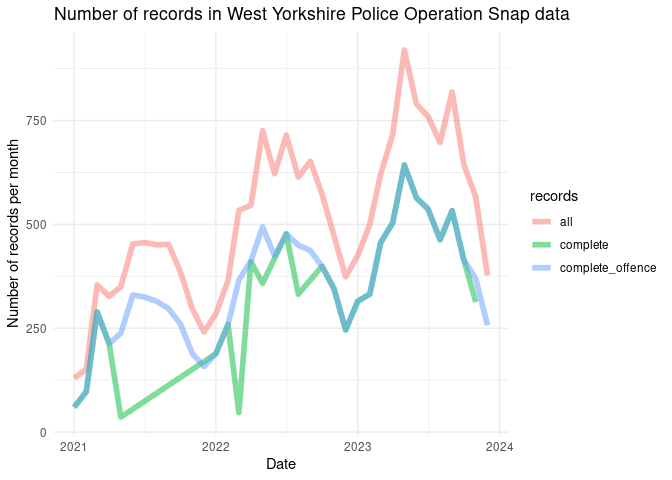 Number of records in West Yorkshire Police Operation Snap data
Number of records per month
750
500
250
0
2021
2022
2023
2024
Date
records
all
complete
complete_offence